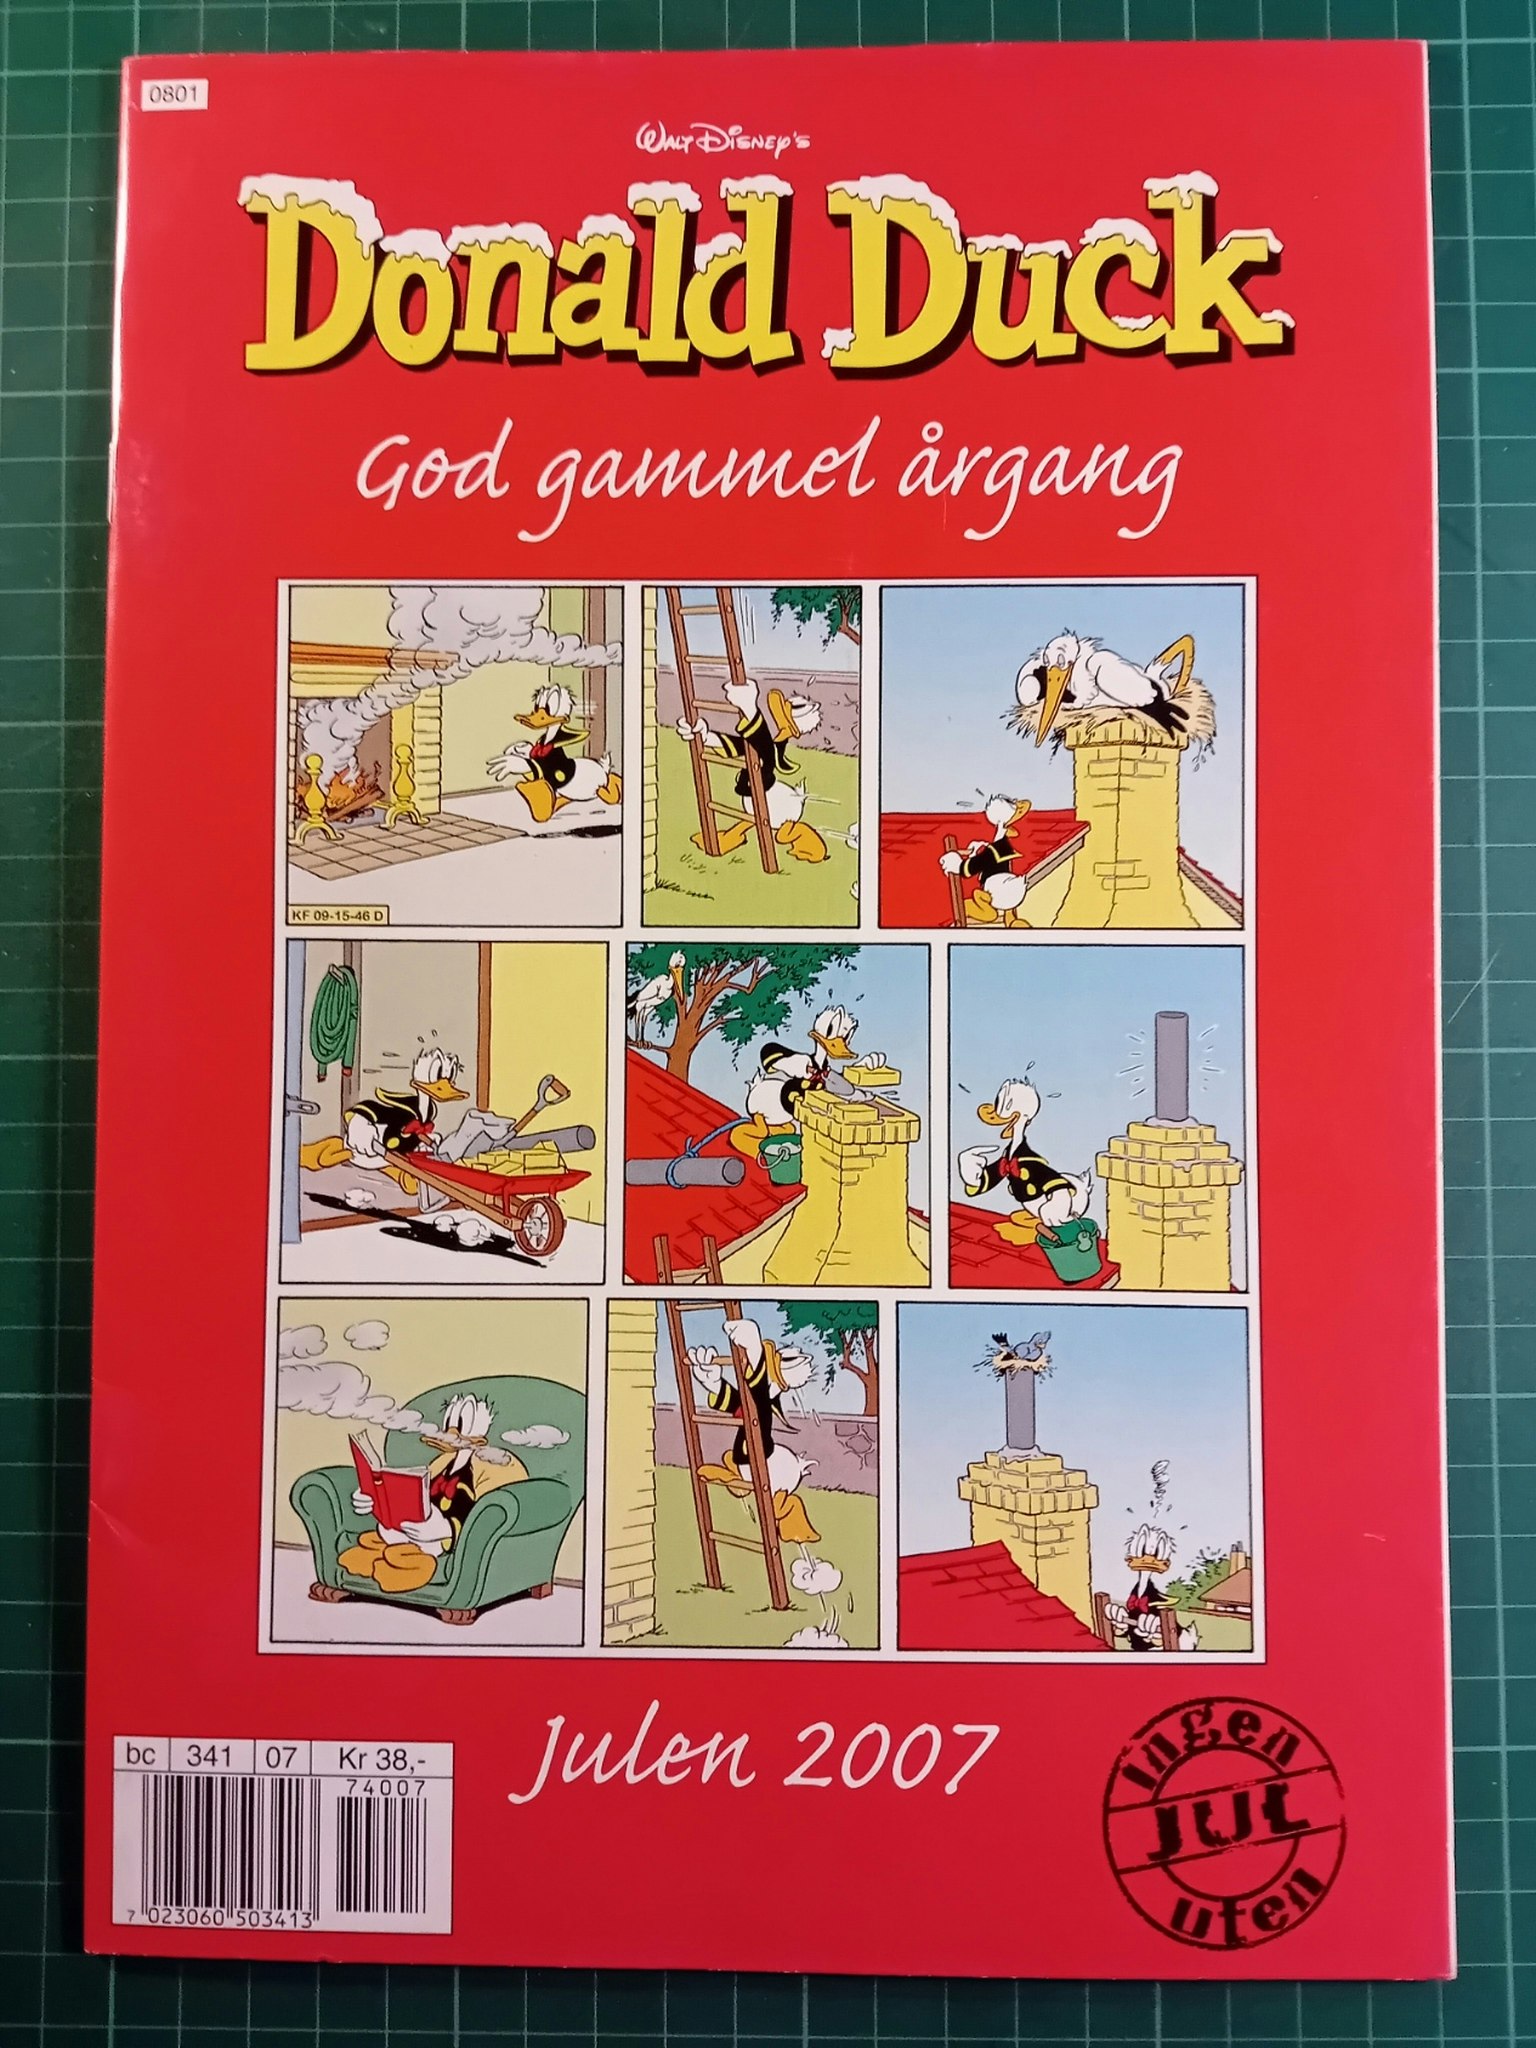 0801
WALT DISNEY'S
Donald Duck
God gammel årgang
KF 09-15-46 D
Julen 2007
bc 341 07 Kr 38,-
74007
7 023060 503413
Ingen
JUL
uten